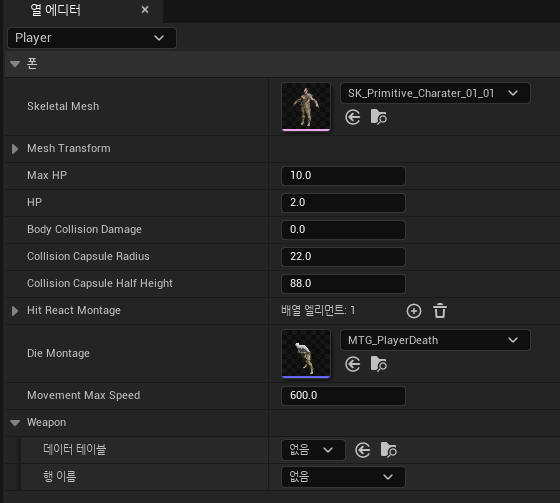 열 에디터
Player
폰
Skeletal Mesh
SK_Primitive_Charater_01_01
Mesh Transform
Max HP
10.0
HP
2.0
Body Collision Damage
0.0
Collision Capsule Radius
22.0
Collision Capsule Half Height
88.0
Hit React Montage
배열 엘리먼트: 1
Die Montage
MTG_PlayerDeath
Movement Max Speed
600.0
Weapon
데이터 테이블
없음
행 이름
없음